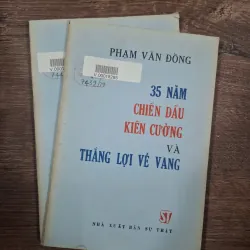 PHẠM VĂN ĐỒNG
35 NĂM
CHIẾN ĐẤU
KIÊN CƯỜNG
VÀ
THẮNG LỢI VẺ VANG
ST
NHÀ XUẤT BẢN SỰ THẬT